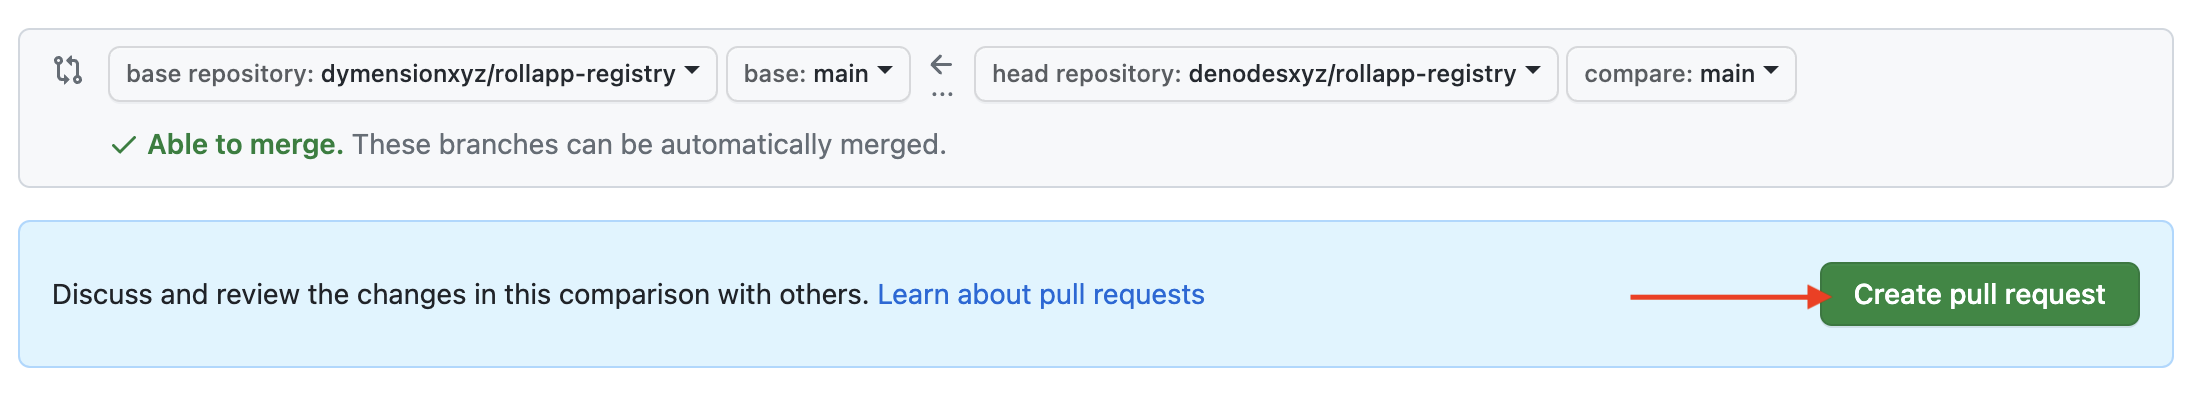 base repository: dymensionxyz/rollapp-registry base: main ... head repository: denodesxyz/rollapp-registry compare: main
Able to merge. These branches can be automatically merged.
Discuss and review the changes in this comparison with others. Learn about pull requests Create pull request